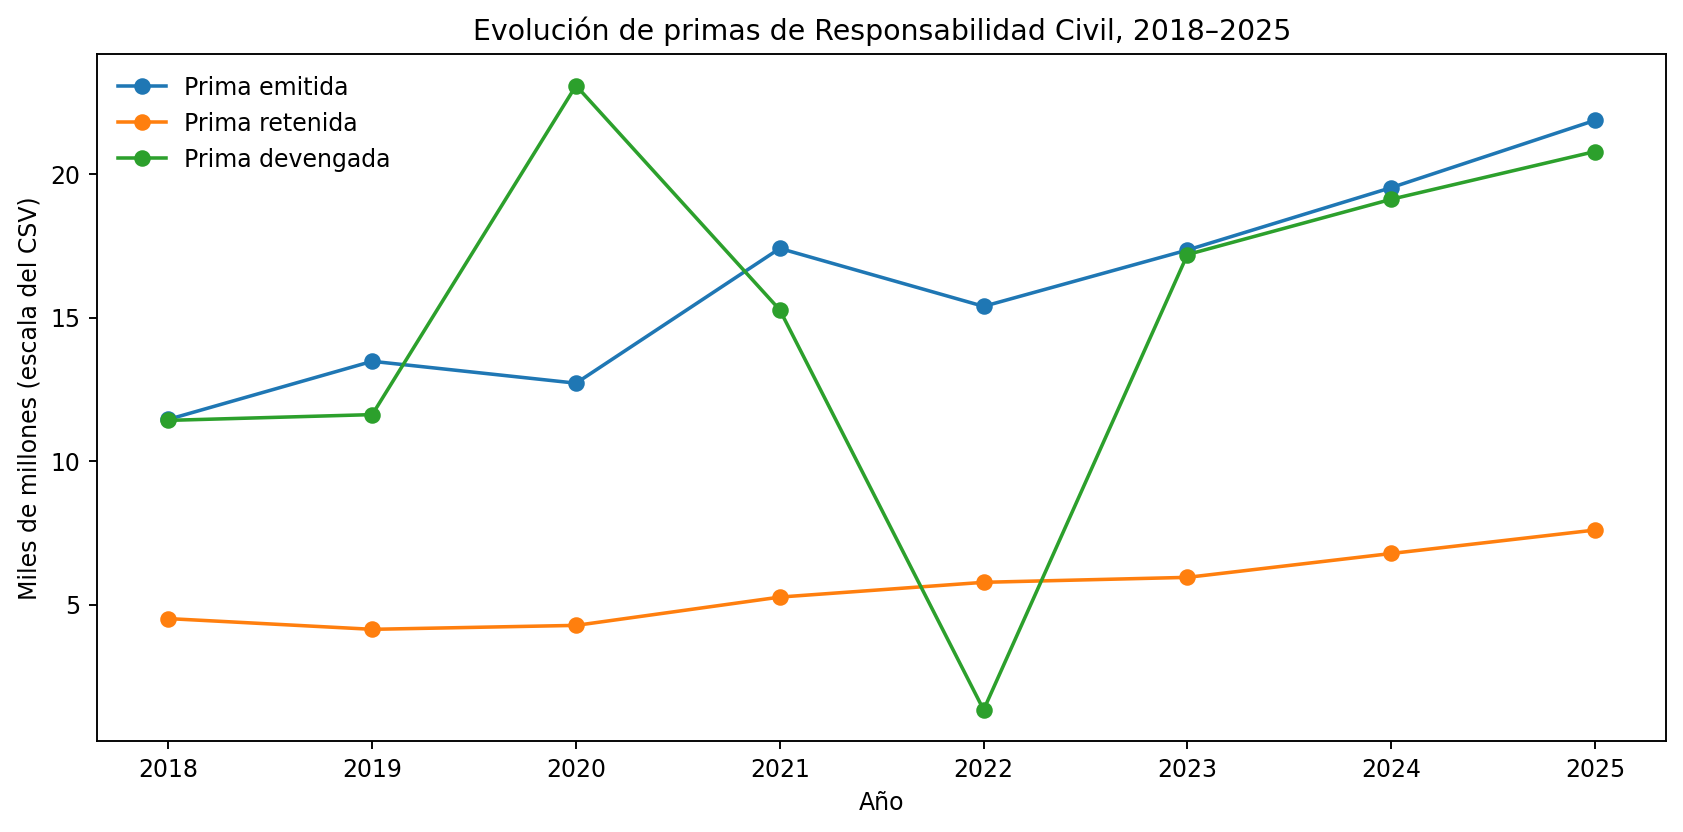 Evolución de primas de Responsabilidad Civil, 2018–2025
Prima emitida
Prima retenida
Prima devengada
Miles de millones (escala del CSV)
20
15
10
5
2018 2019 2020 2021 2022 2023 2024 2025
Año